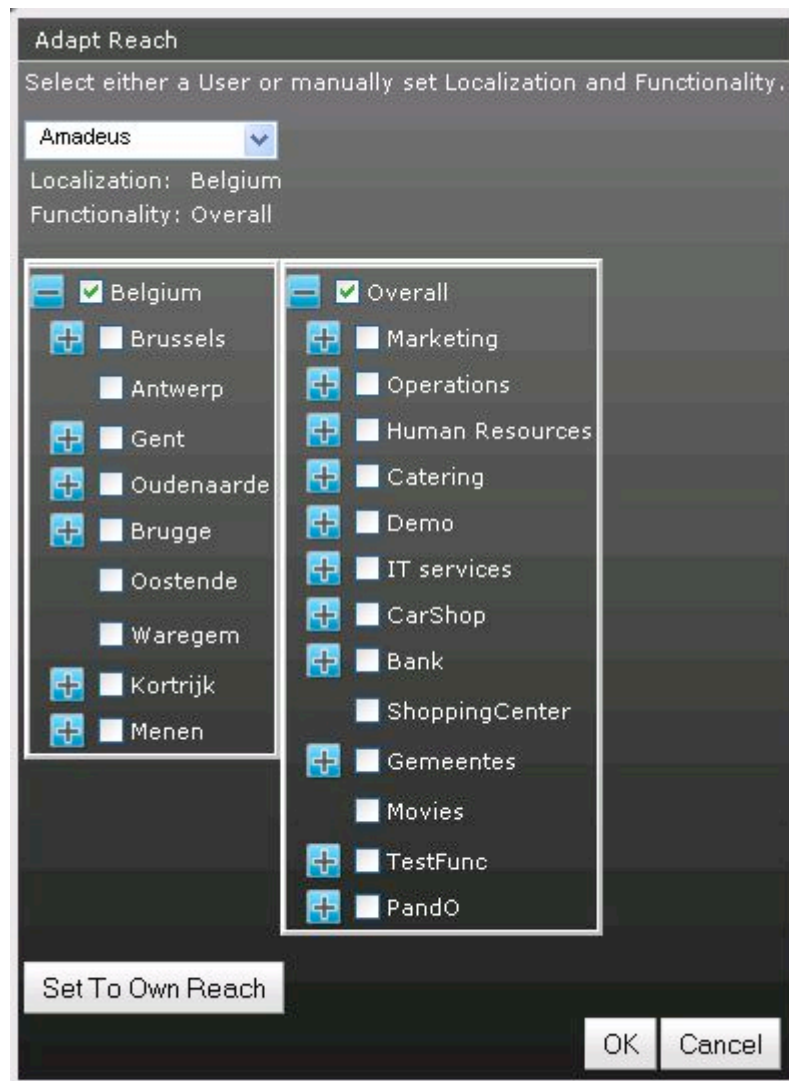 Adapt Reach
Select either a User or manually set Localization and Functionality.
Amadeus
Localization: Belgium
Functionality: Overall
Belgium
Brussels
Antwerp
Gent
Oudenaarde
Brugge
Oostende
Waregem
Kortrijk
Menen
Overall
Marketing
Operations
Human Resources
Catering
Demo
IT services
CarShop
Bank
ShoppingCenter
Gemeentes
Movies
TestFunc
PandO
Set To Own Reach
OK
Cancel